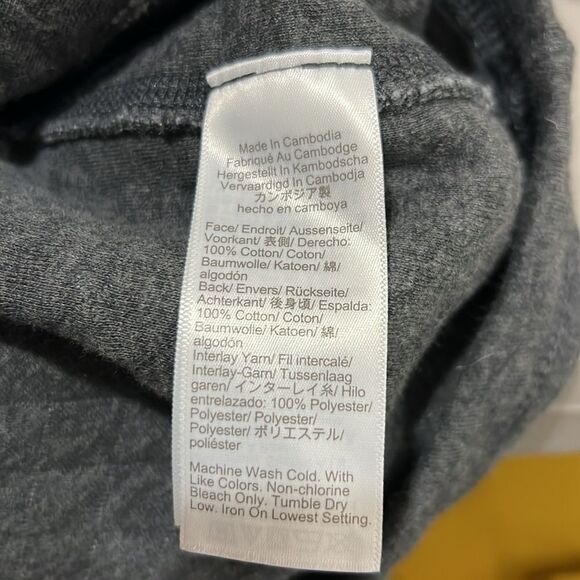 Made In Cambodia
Fabriqué Au Cambodge
Hergestellt In Kambodscha
Vervaardigd In Cambodja
カンボジア製
hecho en camboya
Face/ Endroit/ Aussenseite/
Voorkant/ 表側/ Derecho:
100% Cotton/ Coton/
Baumwolle/ Katoen/ 綿/
algodón
Back/ Envers/ Rückseite/
Achterkant/ 後身頃/ Espalda:
100% Cotton/ Coton/
Baumwolle/ Katoen/ 綿/
algodón
Interlay Yarn/ Fil intercalé/
Interlay-Garn/ Tussenlaag
garen/ インターレイ糸/ Hilo
entrelazado: 100% Polyester/
Polyester/ Polyester/
Polyester/ ポリエステル/
poliéster
Machine Wash Cold. With
Like Colors. Non-chlorine
Bleach Only. Tumble Dry
Low. Iron On Lowest Setting.